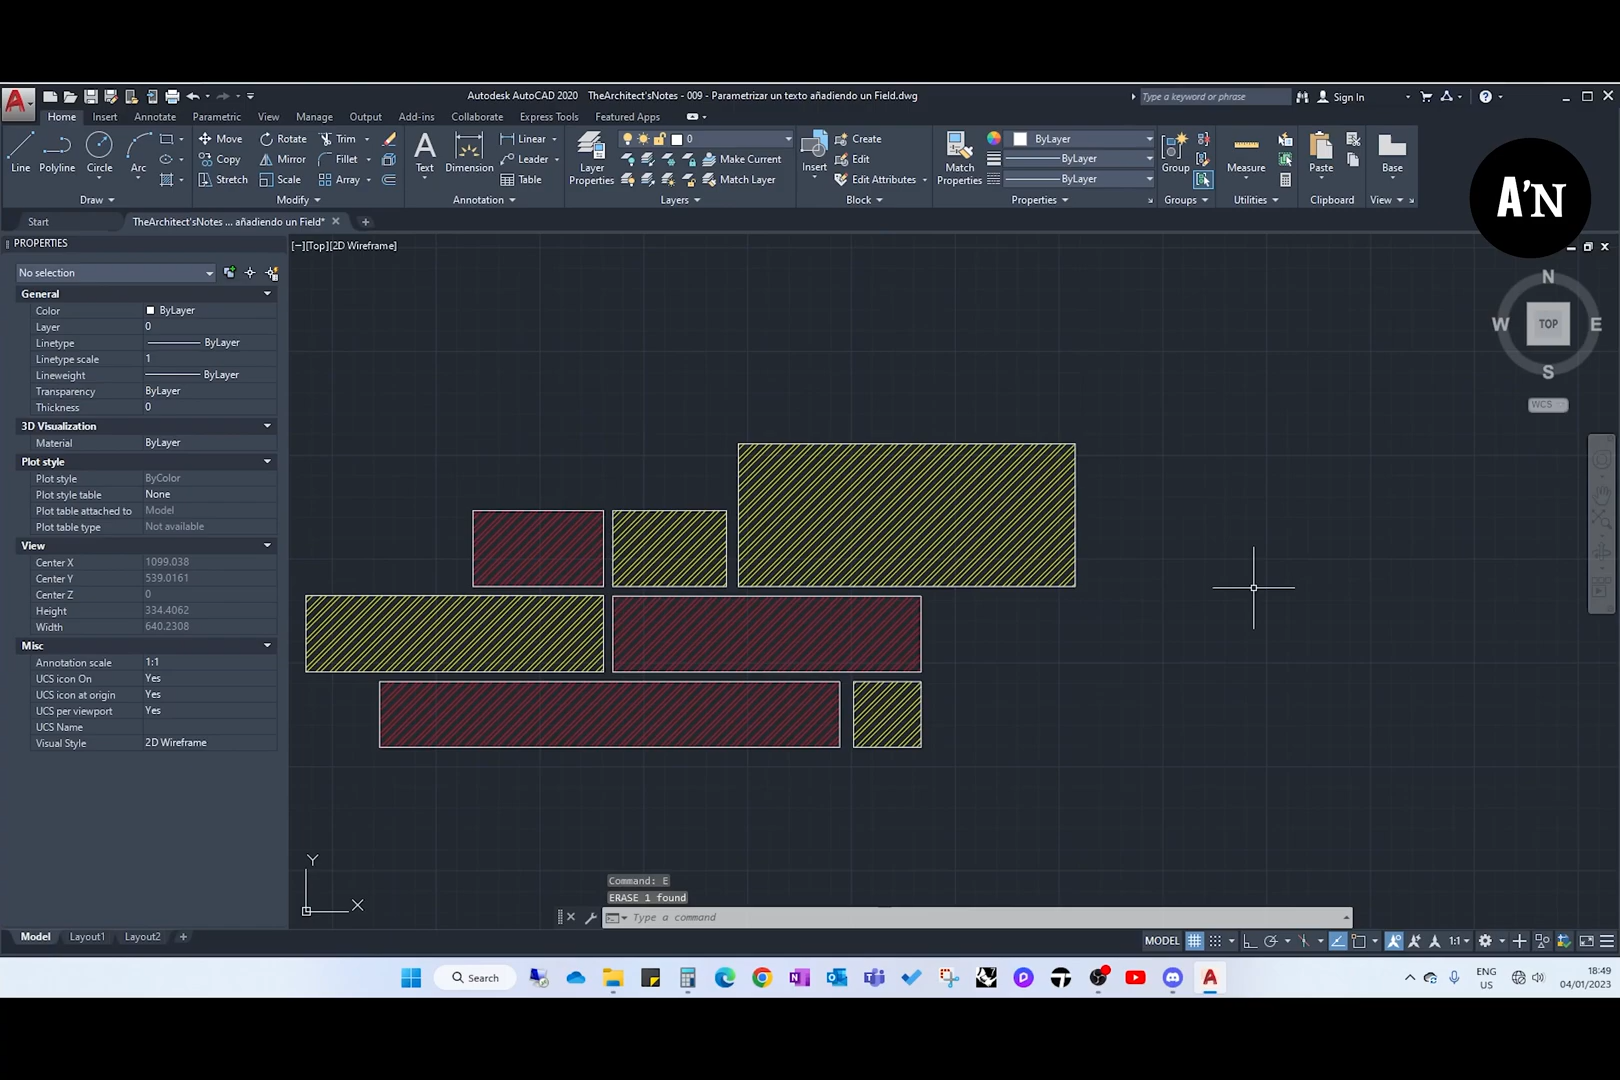 Autodesk AutoCAD 2020 TheArchitect'sNotes - 009 - Parametrizar un texto añadiendo un Field.dwg
Type a keyword or phrase
Sign In
Home Insert Annotate Parametric View Manage Output Add-ins Collaborate Express Tools Featured Apps
Line
Polyline
Circle
Arc
Draw
Move
Rotate
Trim
Copy
Mirror
Fillet
Stretch
Scale
Array
Modify
Text
Dimension
Linear
Leader
Table
Annotation
Layer
Properties
0
Make Current
Match Layer
Layers
Insert
Create
Edit
Edit Attributes
Block
Match
Properties
ByLayer
ByLayer
ByLayer
Properties
Group
Groups
Measure
Utilities
Paste
Clipboard
Base
View
A'N
Start
TheArchitect'sNotes ... añadiendo un Field*
PROPERTIES
[−][Top][2D Wireframe]
No selection
General
Color ByLayer
Layer 0
Linetype ByLayer
Linetype scale 1
Lineweight ByLayer
Transparency ByLayer
Thickness 0
3D Visualization
Material ByLayer
Plot style
Plot style ByColor
Plot style table None
Plot table attached to Model
Plot table type Not available
View
Center X 1099.038
Center Y 539.0161
Center Z 0
Height 334.4062
Width 640.2308
Misc
Annotation scale 1:1
UCS icon On Yes
UCS icon at origin Yes
UCS per viewport Yes
UCS Name
Visual Style 2D Wireframe
N
W
TOP
E
S
WCS
Y
X
Command: E
ERASE 1 found
Type a command
Model Layout1 Layout2
MODEL
1:1
Search
ENG
US
18:49
04/01/2023